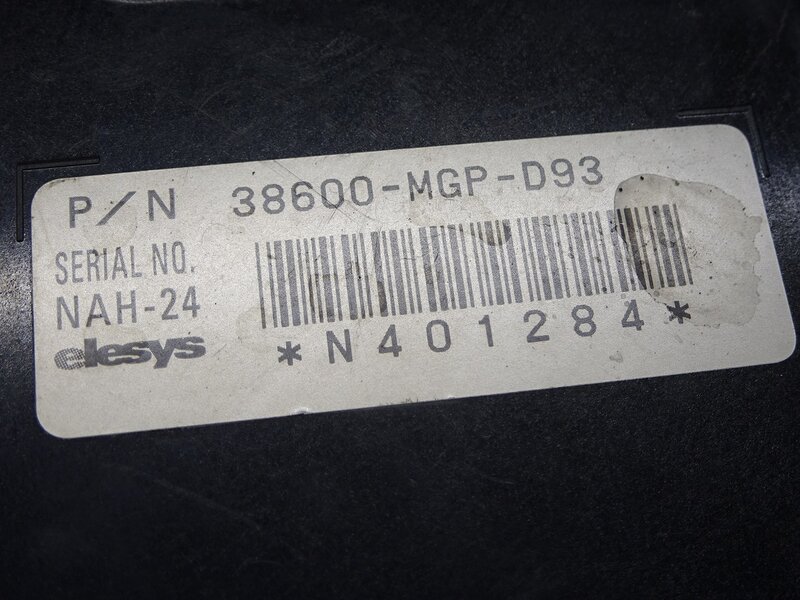 P/N 38600-MGP-D93
SERIAL NO.
NAH-24
elesys
*N401284*